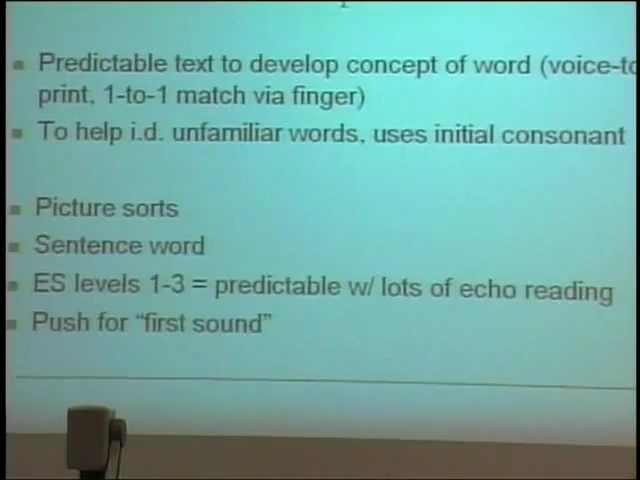 Predictable text to develop concept of word (voice-to
print, 1-to-1 match via finger)
To help i.d. unfamiliar words, uses initial consonant
Picture sorts
Sentence word
ES levels 1-3 = predictable w/ lots of echo reading
Push for "first sound"